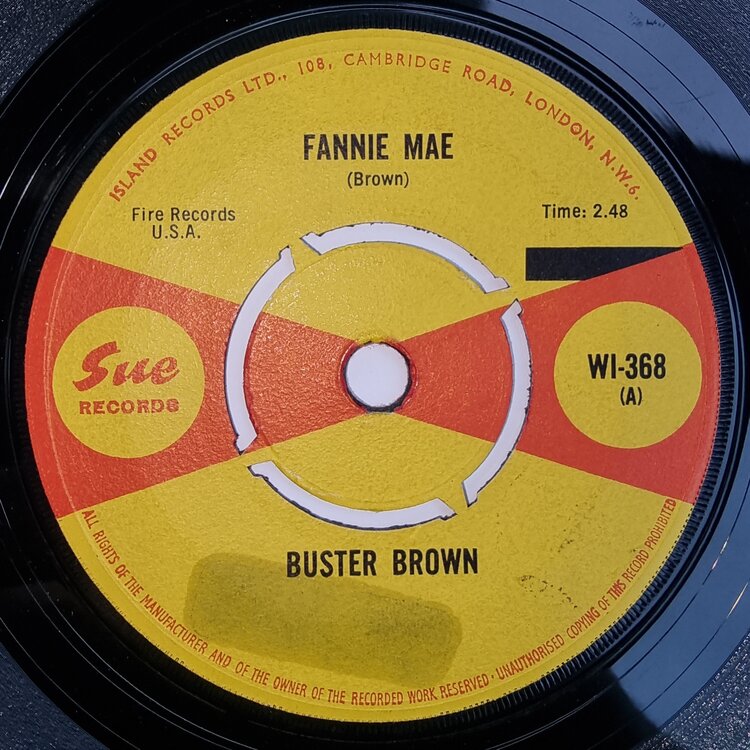 ISLAND RECORDS LTD., 108, CAMBRIDGE ROAD, LONDON, N.W.6.
FANNIE MAE
(Brown)
Fire Records
U.S.A.
Time: 2.48
Sue
RECORDS
WI-368
(A)
BUSTER BROWN
ALL RIGHTS OF THE MANUFACTURER AND OF THE OWNER OF THE RECORDED WORK RESERVED. UNAUTHORISED COPYING OF THIS RECORD PROHIBITED